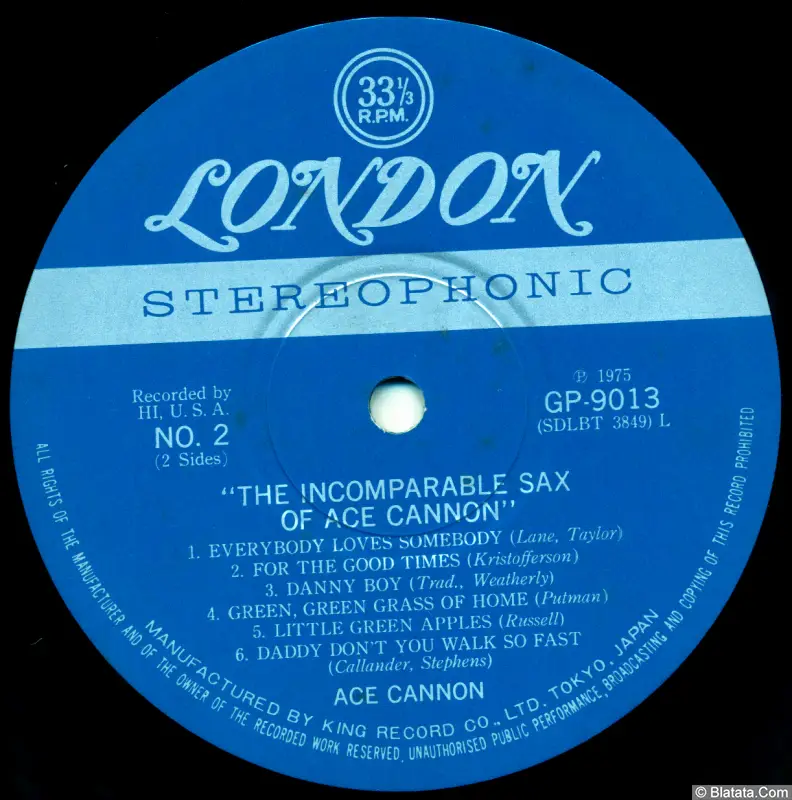 33 1/3
R.P.M.
LONDON
STEREOPHONIC
Recorded by
HI, U. S. A.
NO. 2
(2 Sides)
℗ 1975
GP-9013
(SDLBT 3849) L
"THE INCOMPARABLE SAX
OF ACE CANNON"
1. EVERYBODY LOVES SOMEBODY (Lane, Taylor)
2. FOR THE GOOD TIMES (Kristofferson)
3. DANNY BOY (Trad., Weatherly)
4. GREEN, GREEN GRASS OF HOME (Putman)
5. LITTLE GREEN APPLES (Russell)
6. DADDY DON'T YOU WALK SO FAST
(Callander, Stephens)
ACE CANNON
MANUFACTURED BY KING RECORD CO., LTD. TOKYO, JAPAN
ALL RIGHTS OF THE MANUFACTURER AND OF THE OWNER OF THE RECORDED WORK RESERVED, UNAUTHORISED PUBLIC PERFORMANCE, BROADCASTING AND COPYING OF THIS RECORD PROHIBITED
© Blatata.Com